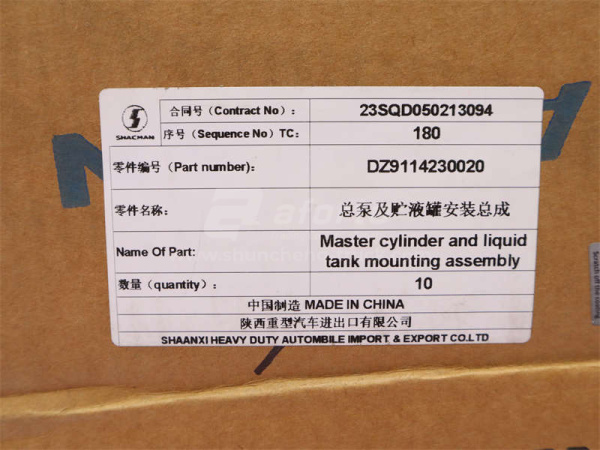 SHACMAN
合同号(Contract No): 23SQD050213094
序号(Sequence No) TC: 180
零件编号(Part number): DZ9114230020
零件名称: 总泵及贮液罐安装总成
Name Of Part: Master cylinder and liquid
tank mounting assembly
数量(quantity): 10
中国制造 MADE IN CHINA
陕西重型汽车进出口有限公司
SHAANXI HEAVY DUTY AUTOMBILE IMPORT & EXPORT CO.LTD